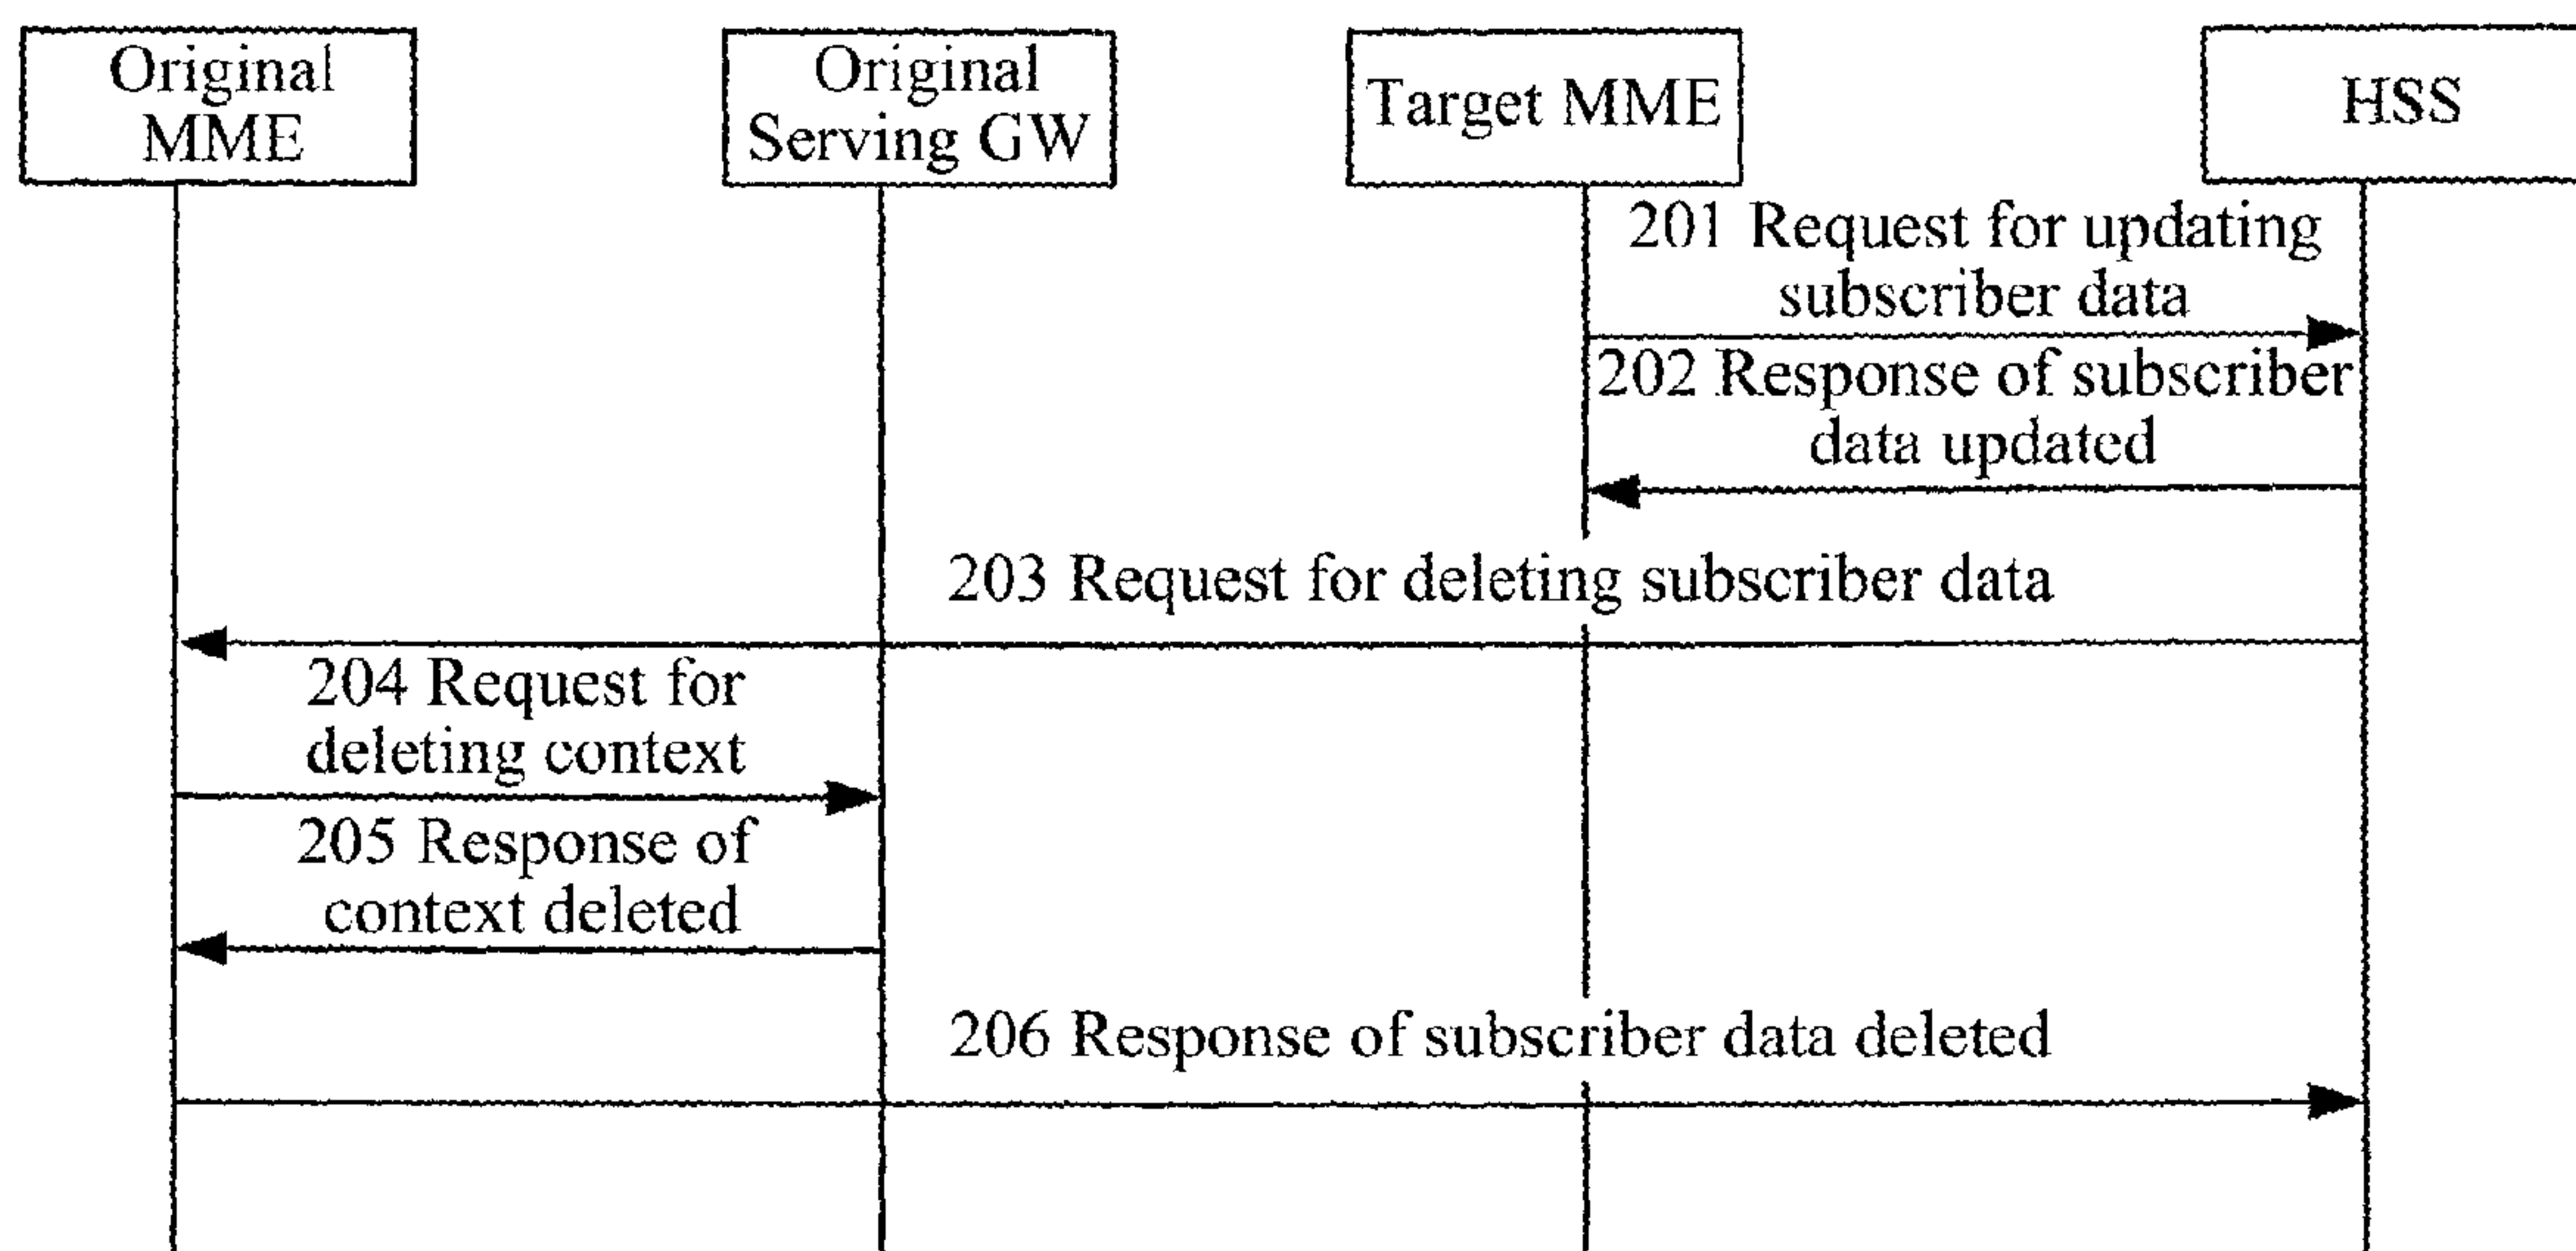 Original
MME
Original
Serving GW
Target MME
HSS
201 Request for updating
subscriber data
202 Response of subscriber
data updated
203 Request for deleting subscriber data
204 Request for
deleting context
205 Response of
context deleted
206 Response of subscriber data deleted